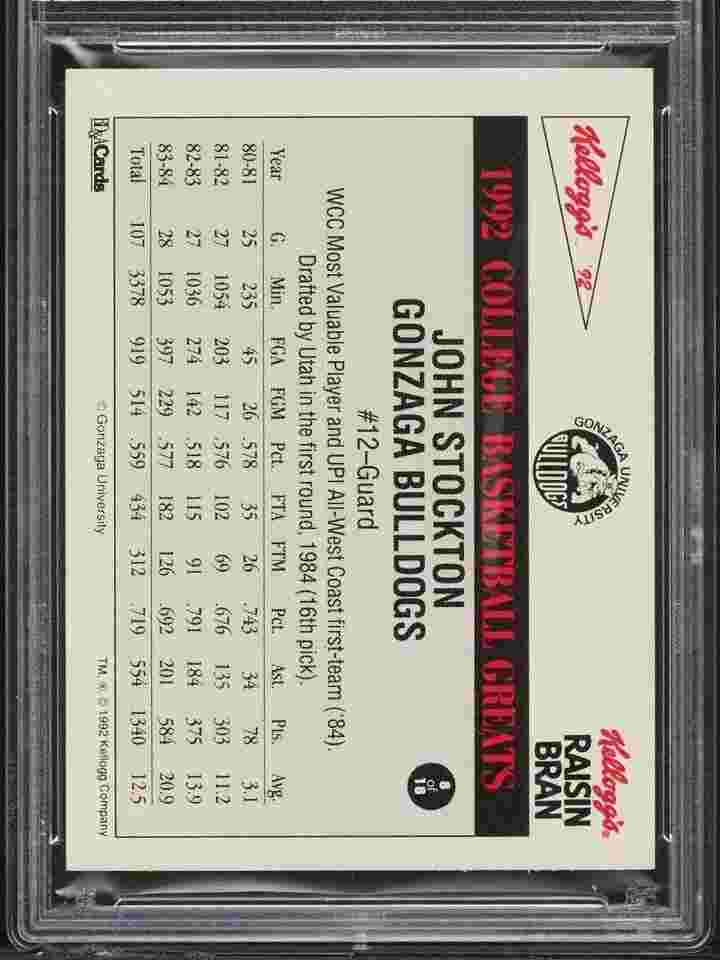 Kellogg's '92
GONZAGA UNIVERSITY
BULLDOGS
Kellogg's
RAISIN
BRAN
1992 COLLEGE BASKETBALL GREATS
JOHN STOCKTON
GONZAGA BULLDOGS
8 of 18
#12–Guard
WCC Most Valuable Player and UPI All-West Coast first-team ('84).
Drafted by Utah in the first round, 1984 (16th pick).
Year G. Min. FGA FGM Pct. FTA FTM Pct. Ast. Pts. Avg.
80-81 25 235 45 26 .578 35 26 .743 34 78 3.1
81-82 27 1054 203 117 .576 102 69 .676 135 303 11.2
82-83 27 1036 274 142 .518 115 91 .791 184 375 13.9
83-84 28 1053 397 229 .577 182 126 .692 201 584 20.9
Total 107 3378 919 514 .559 434 312 .719 554 1340 12.5
Cards
© Gonzaga University
TM, ®, © 1992 Kellogg Company